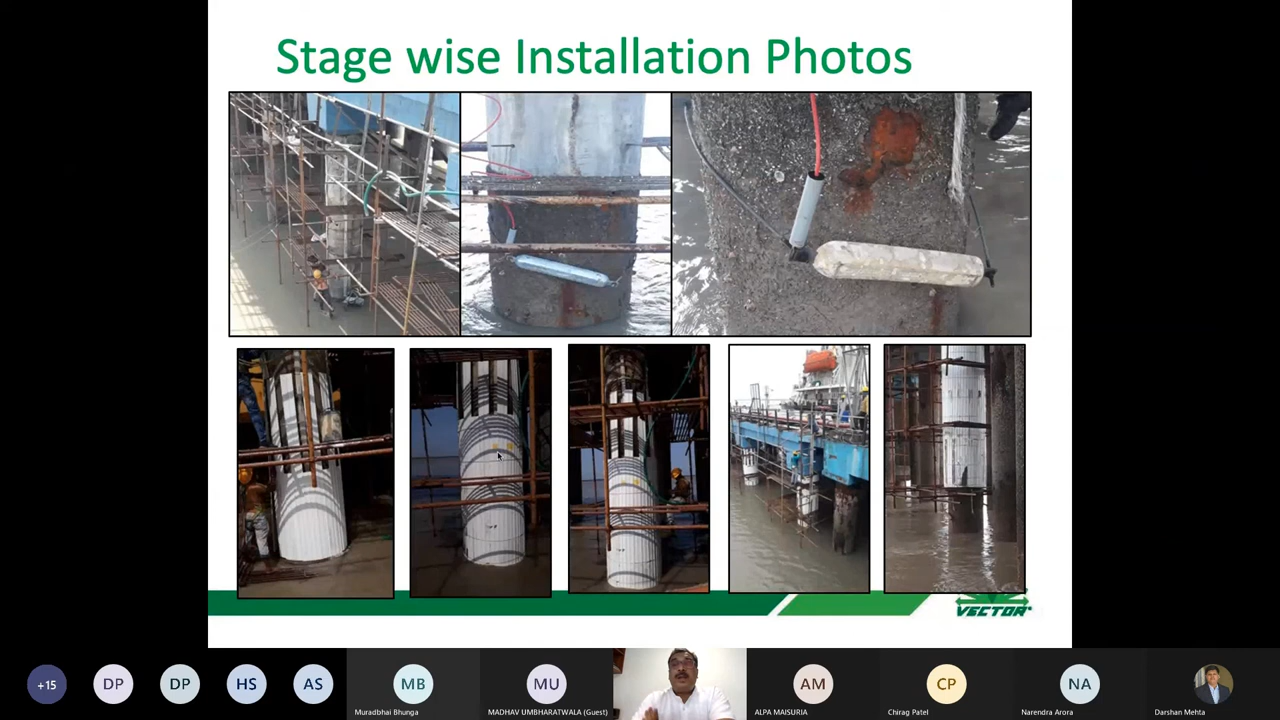 Stage wise Installation Photos
VECTOR
+15
DP
DP
HS
AS
MB
MU
AM
CP
NA
Muradbhai Bhunga
MADHAV UMBHARATWALA (Guest)
ALPA MAISURIA
Chirag Patel
Narendra Arora
Darshan Mehta